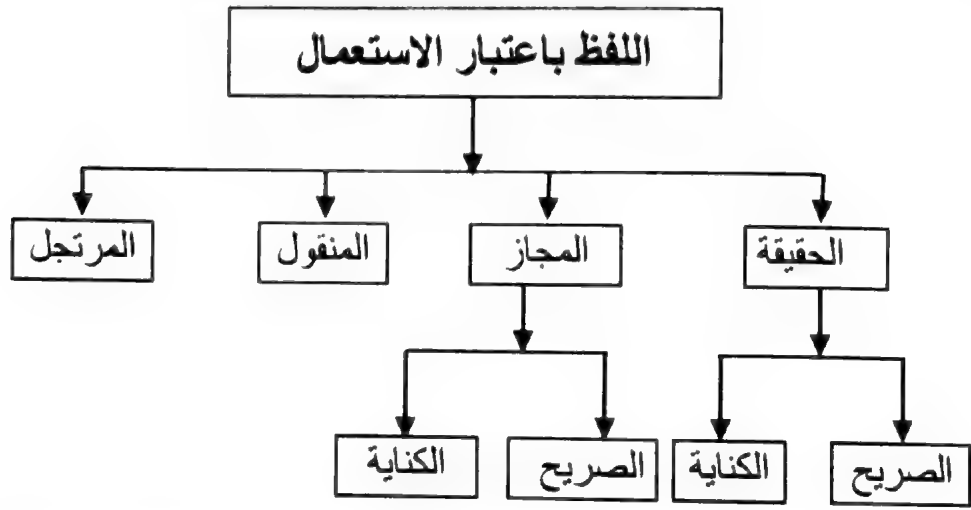 اللفظ باعتبار الاستعمال
الحقيقة
المجاز
المنقول
المرتجل
الصريح
الكناية
الصريح
الكناية